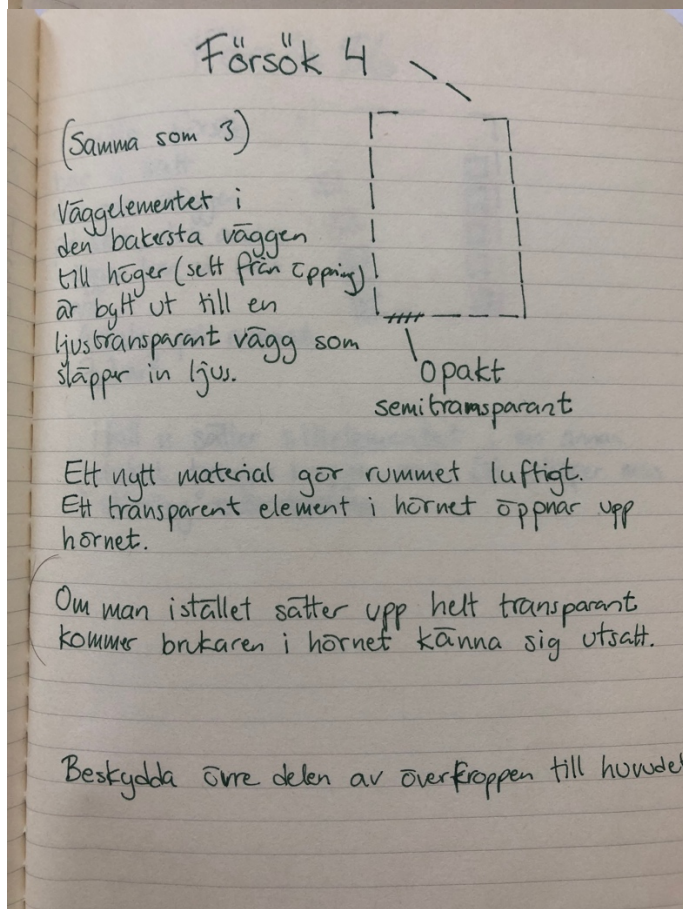 Försök 4
(Samma som 3)
Väggelementet i
den bakersta väggen
till höger (sett från öppning)
är bytt ut till en
ljustransparant vägg som
släpper in ljus.
Opakt
semitransparant
Ett nytt material gör rummet luftigt.
Ett transparent element i hörnet öppnar upp
hörnet.
Om man istället sätter upp helt transparant
kommer brukaren i hörnet känna sig utsatt.
Beskydda övre delen av överkroppen till huvudet